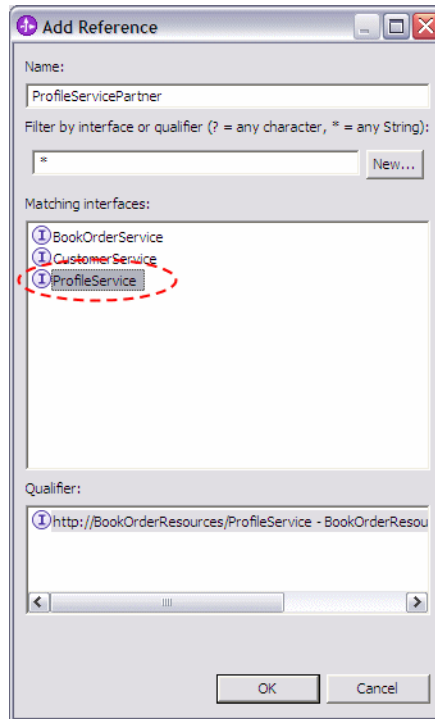 Add Reference
Name:
ProfileServicePartner
Filter by interface or qualifier (? = any character, * = any String):
*
New...
Matching interfaces:
BookOrderService
CustomerService
ProfileService
Qualifier:
http://BookOrderResources/ProfileService - BookOrderResou
OK
Cancel